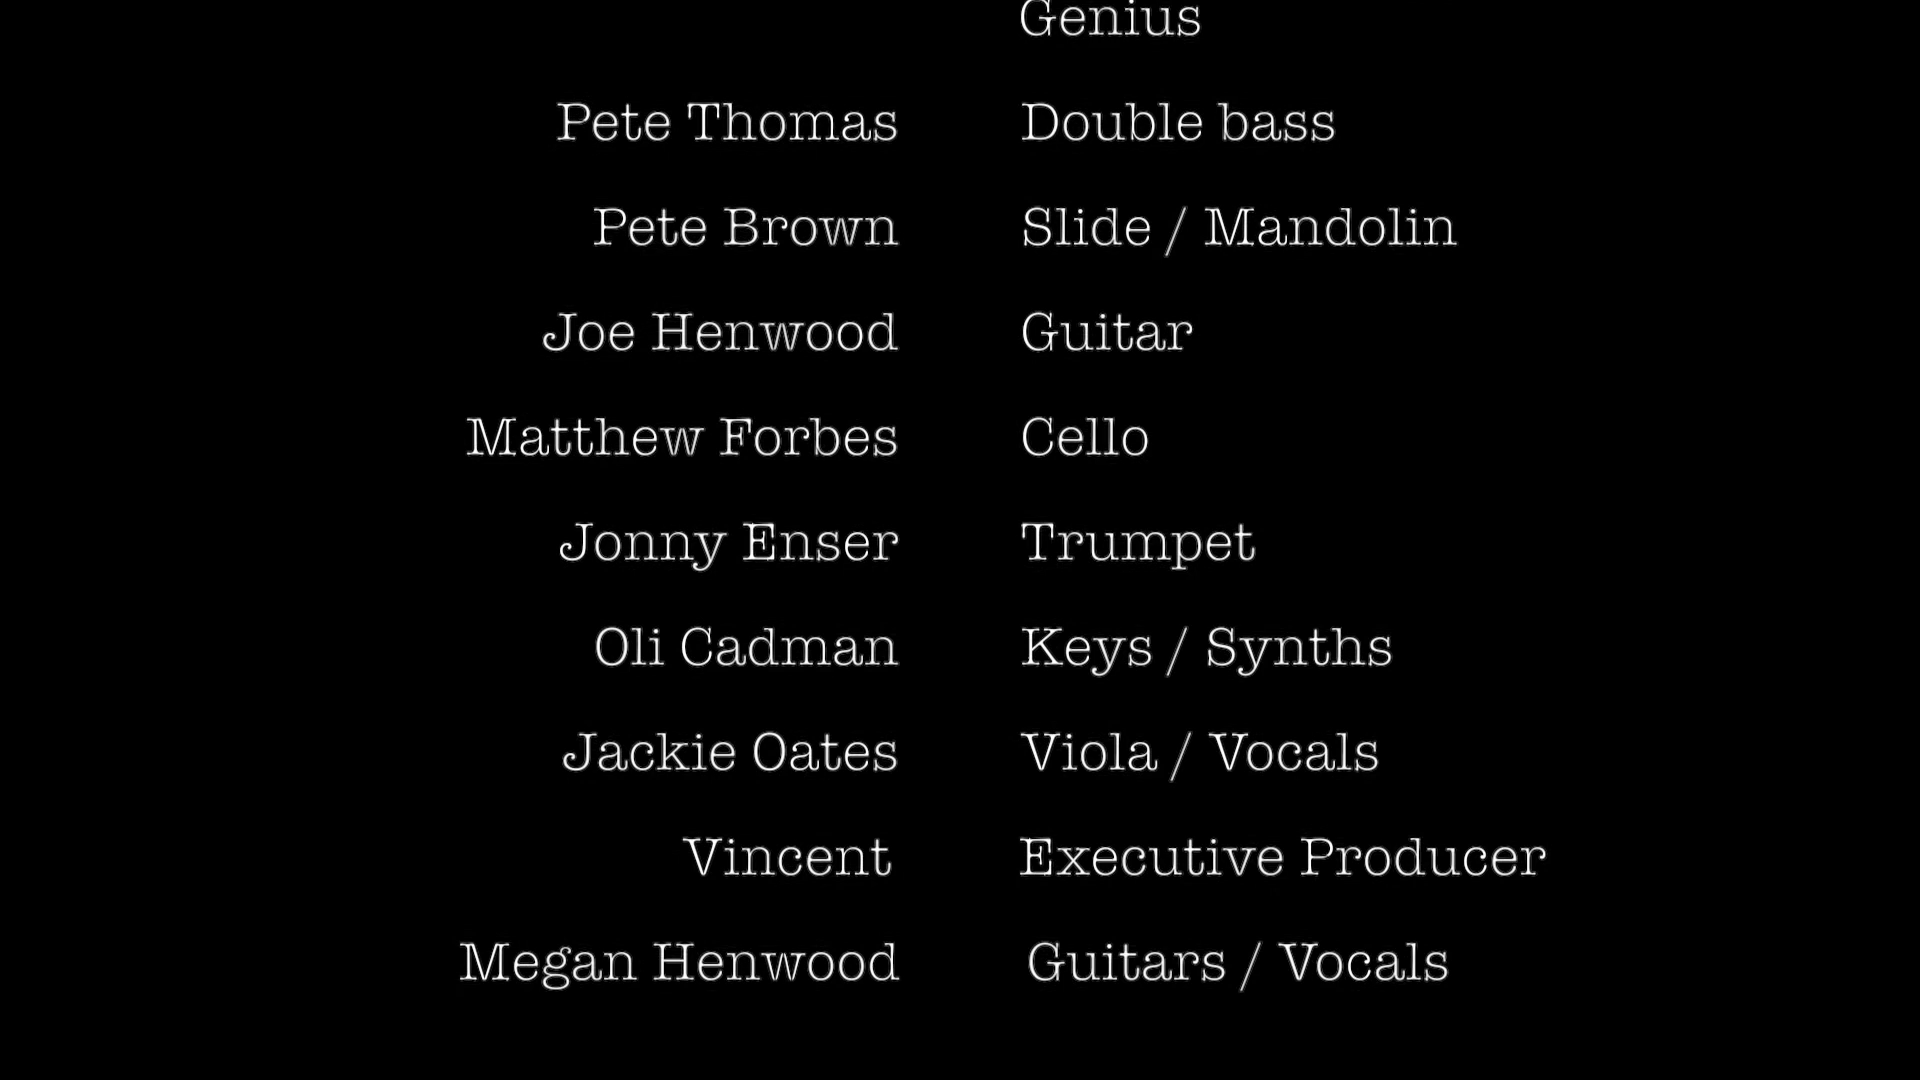 Genius
Pete Thomas Double bass
Pete Brown Slide / Mandolin
Joe Henwood Guitar
Matthew Forbes Cello
Jonny Enser Trumpet
Oli Cadman Keys / Synths
Jackie Oates Viola / Vocals
Vincent Executive Producer
Megan Henwood Guitars / Vocals